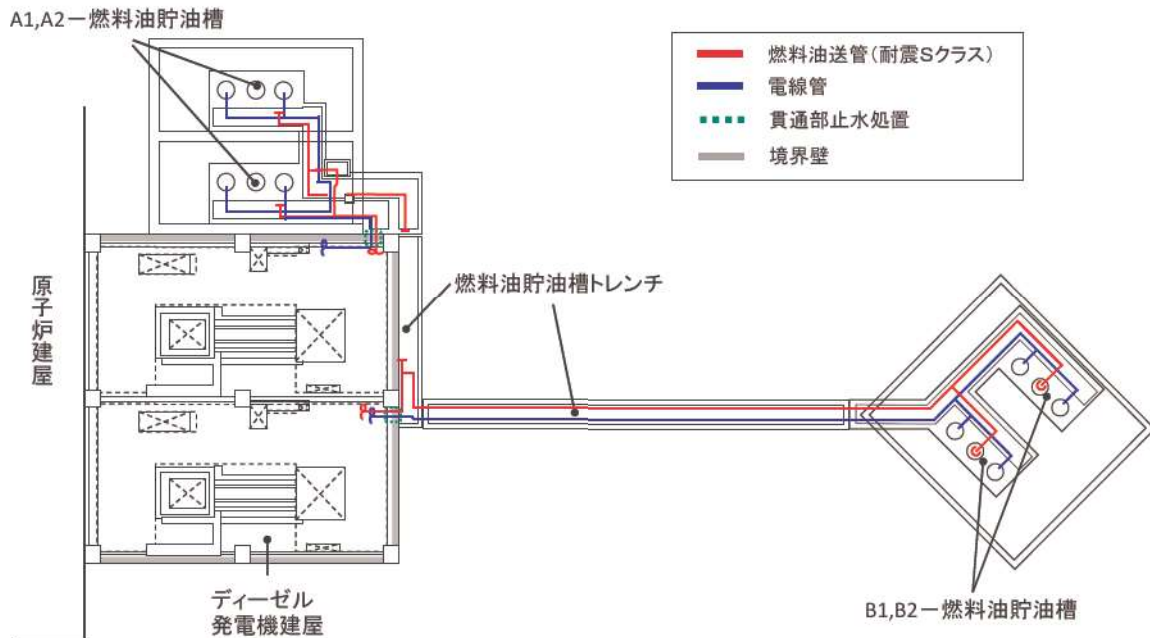 A1,A2ー燃料油貯油槽
燃料油送管(耐震Sクラス)
電線管
貫通部止水処置
境界壁
原子炉建屋
燃料油貯油槽トレンチ
ディーゼル
発電機建屋
B1,B2ー燃料油貯油槽